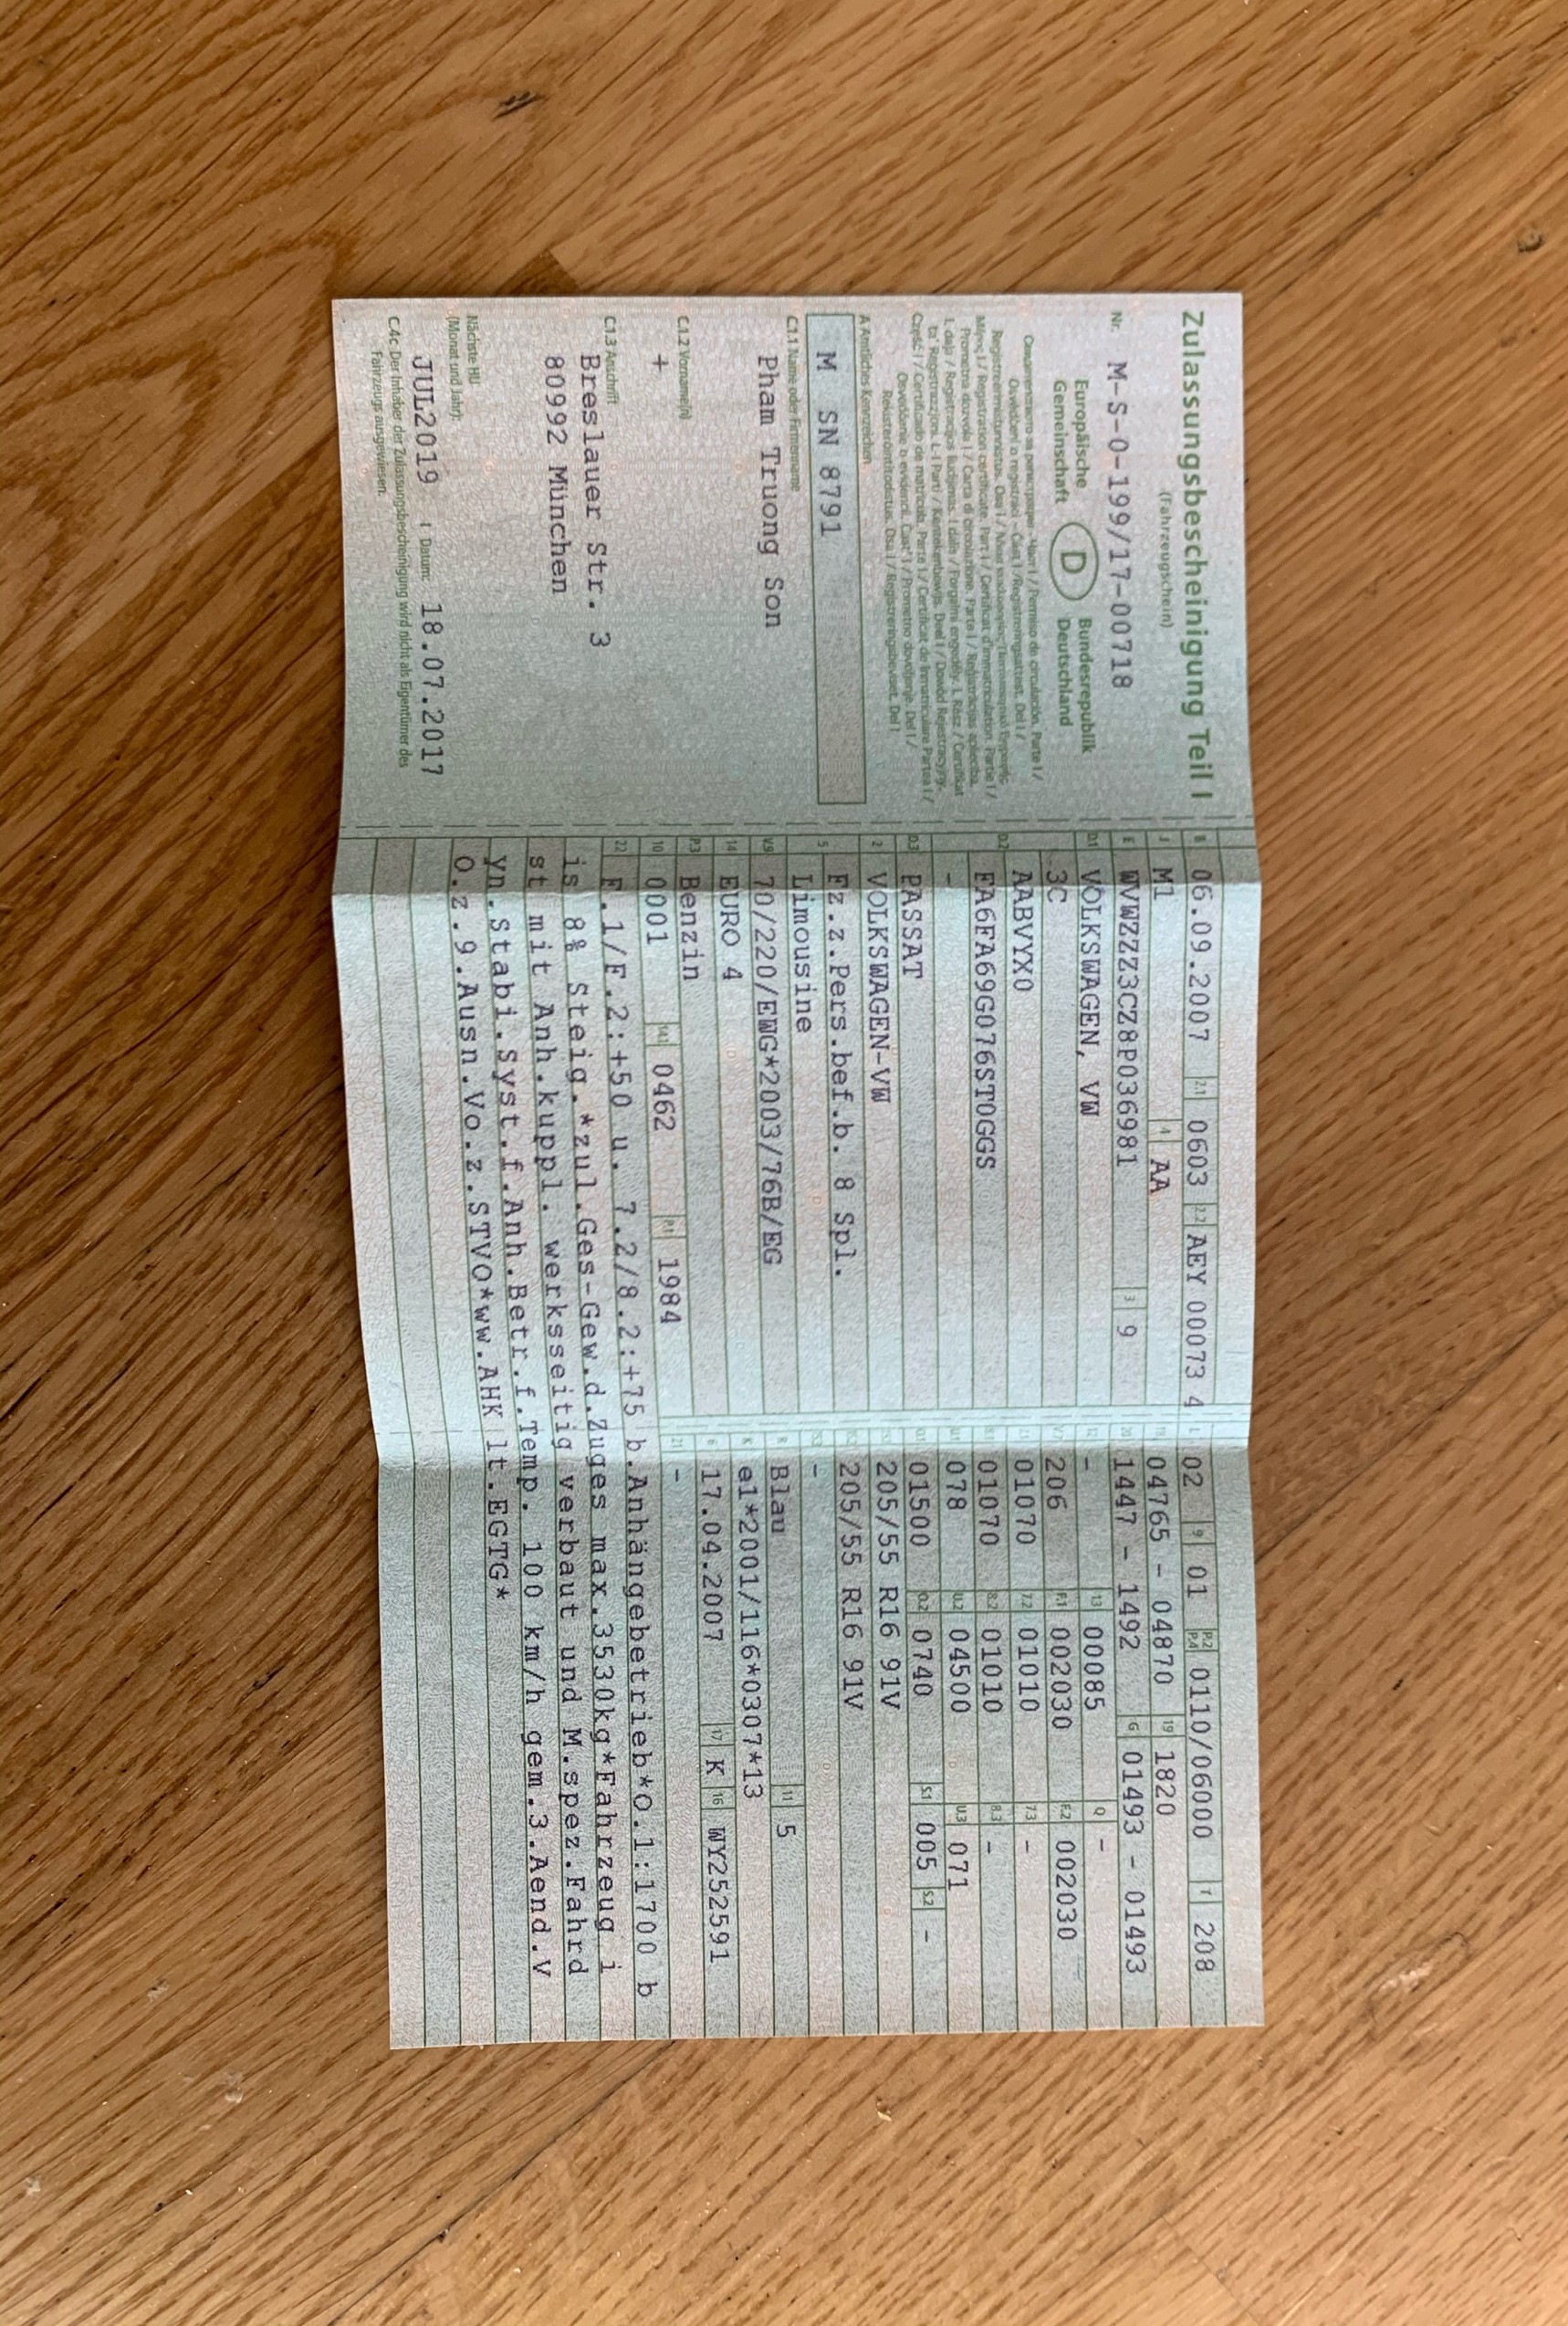 Zulassungsbescheinigung Teil I
(Fahrzeugschein)
Nr. M-S-0-199/17-00718
Europäische Gemeinschaft D Bundesrepublik Deutschland
Свидетелство за регистрация - Част I / Permiso de circulación. Parte I /
Osvědčení o registraci - Část I / Registreringsattest. Del I /
Registreerimistunnistus. Osa I / Άδεια κυκλοφορίας
Μέρος I / Registration certificate. Part I / Certificat d'immatriculation. Partie I /
Prometna dozvola I / Carta di circolazione. Parte I / Reģistrācijas apliecība.
I. daļa / Registracijos liudijimas. I dalis / Forgalmi engedély. I. Rész / Ċertifikat
ta' Reġistrazzjoni. L-I Parti / Kentekenbewijs. Deel I / Dowód Rejestracyjny.
Część I / Certificado de matrícula. Parte I / Certificat de înmatriculare Partea I /
Osvedčenie o evidencii. Časť I / Prometno dovoljenje. Del I /
Rekisteröintitodistus. Osa I / Registreringsbeviset. Del I
A Amtliches Kennzeichen
M SN 8791
C.1.1 Name oder Firmenname
Pham Truong Son
C.1.2 Vorname(n)
+
C.1.3 Anschrift
Breslauer Str. 3
80992 München
Nächste HU
(Monat und Jahr):
JUL2019 I Datum: 18.07.2017
C.4c Der Inhaber der Zulassungsbescheinigung wird nicht als Eigentümer des
Fahrzeugs ausgewiesen.
B 06.09.2007 2.1 0603 2.2 AEY 00073 4
J M1 4 AA
E WVWZZZ3CZ8P036981 3 9
D.1 VOLKSWAGEN, VW
3C
D.2 AABVYX0
FA6FA69G076ST0GGS
-
D.3 PASSAT
2 VOLKSWAGEN-VW
5 Fz.z.Pers.bef.b. 8 Spl.
Limousine
V.9 70/220/EWG*2003/76B/EG
14 EURO 4
P.3 Benzin
10 0001 14.1 0462 P.1 1984
L 02 9 01 P.2 P.4 0110/06000 T 208
18 04765 - 04870 19 1820
20 1447 - 1492 G 01493 - 01493
12 - 13 00085 Q -
V.7 206 F.1 002030 F.2 002030
7.1 01070 7.2 01010 7.3 -
8.1 01070 8.2 01010 8.3 -
U.1 078 U.2 04500 U.3 071
O.1 01500 O.2 0740 S.1 005 S.2 -
205/55 R16 91V
205/55 R16 91V
-
R Blau 11 5
K e1*2001/116*0307*13
6 17.04.2007 17 K 16 WY252591
21 -
22 F.1/F.2:+50 u. 7.2/8.2:+75 b.Anhängebetrieb*O.1:1700 b
is 8% Steig.*zul.Ges-Gew.d.Zuges max.3530kg*Fahrzeug i
st mit Anh.kuppl. werksseitig verbaut und M.spez.Fahrd
yn.Stabi.Syst.f.Anh.Betr.f.Temp. 100 km/h gem.3.Aend.V
O.z.9.Ausn.Vo.z.STVO*ww.AHK lt.EGTG*